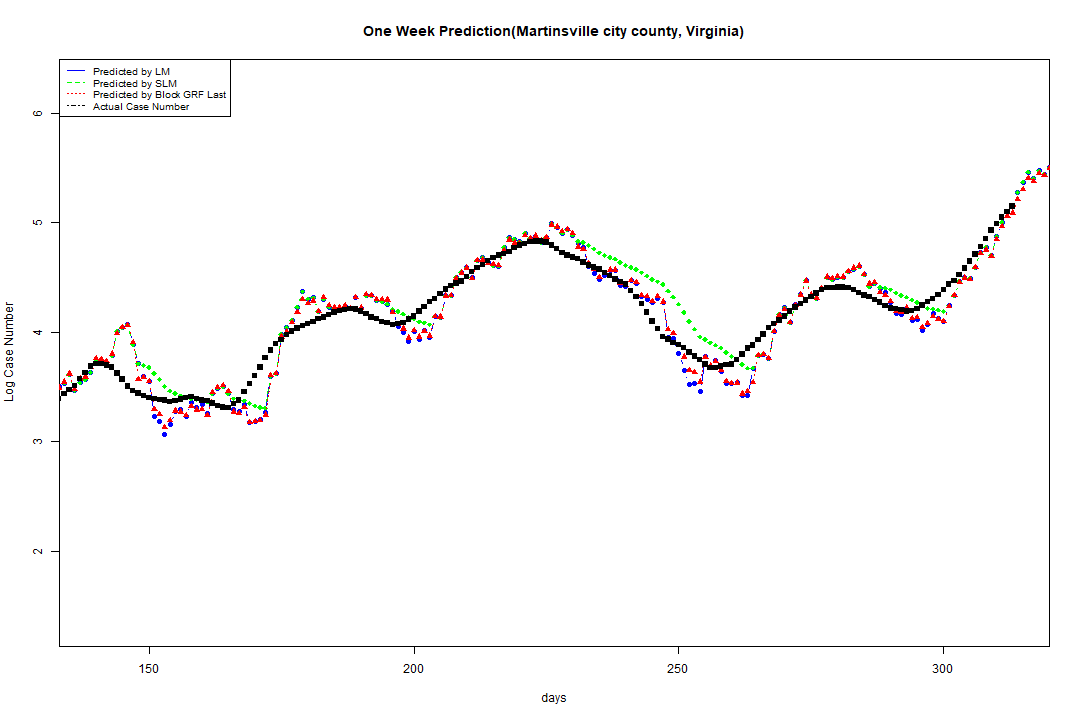 One Week Prediction(Martinsville city county, Virginia)
Predicted by LM
Predicted by SLM
Predicted by Block GRF Last
Actual Case Number
6
5
4
3
2
Log Case Number
150 200 250 300
days